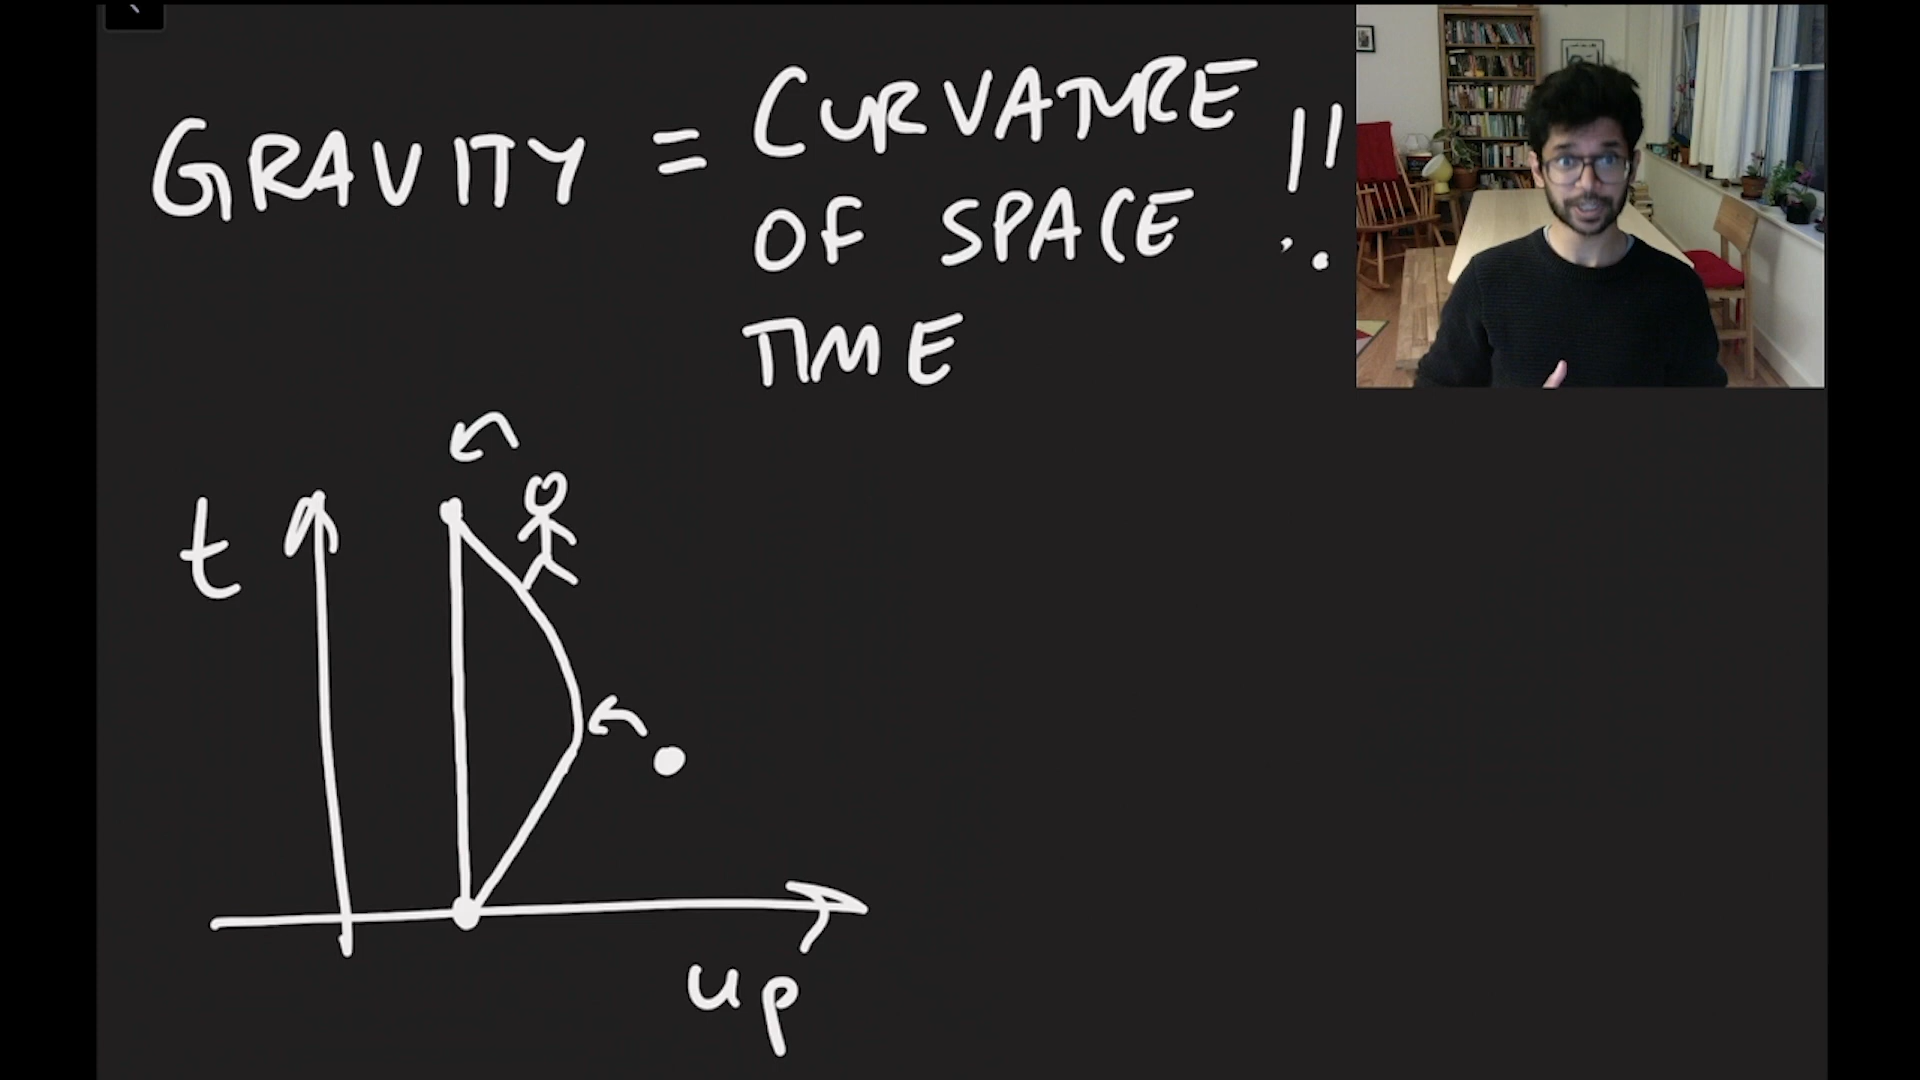 GRAVITY = CURVATURE
OF SPACE !!
TIME
t
up